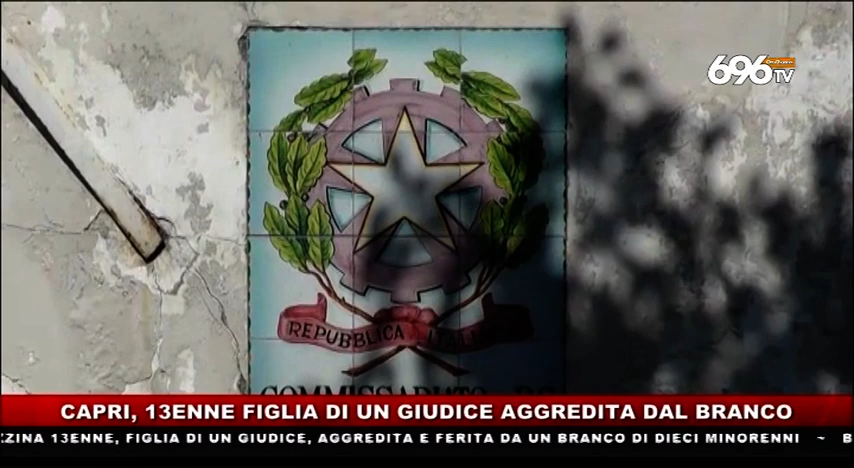 696
TV
REPUBBLICA ITALIANA
CAPRI, 13ENNE FIGLIA DI UN GIUDICE AGGREDITA DAL BRANCO
13ENNE, FIGLIA DI UN GIUDICE, AGGREDITA E FERITA DA UN BRANCO DI DIECI MINORENNI ~ B